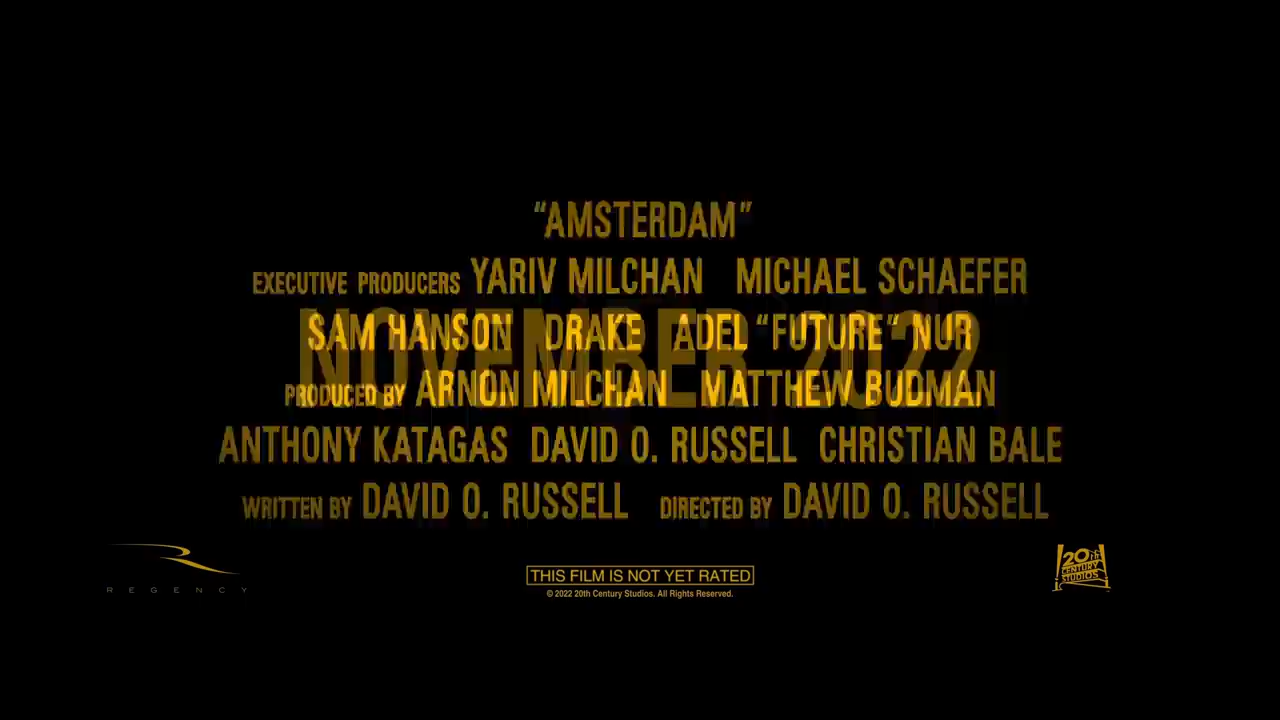 “AMSTERDAM”
EXECUTIVE PRODUCERS YARIV MILCHAN MICHAEL SCHAEFER
SAM HANSON DRAKE ADEL “FUTURE“ NUR
NOVEMBER 2022
PRODUCED BY ARNON MILCHAN MATTHEW BUDMAN
ANTHONY KATAGAS DAVID O. RUSSELL CHRISTIAN BALE
WRITTEN BY DAVID O. RUSSELL DIRECTED BY DAVID O. RUSSELL
REGENCY
THIS FILM IS NOT YET RATED
© 2022 20th Century Studios. All Rights Reserved.
20th
CENTURY
STUDIOS